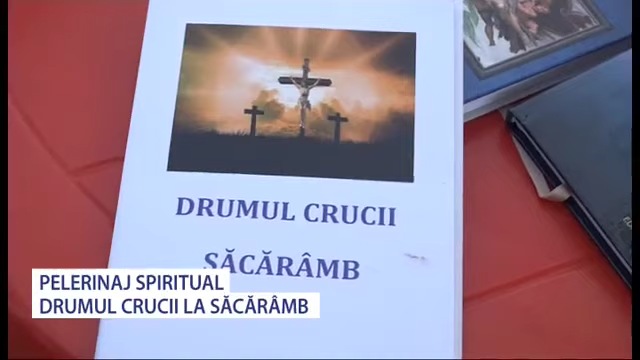 DRUMUL CRUCII
SĂCĂRÂMB
PELERINAJ SPIRITUAL
DRUMUL CRUCII LA SĂCĂRÂMB